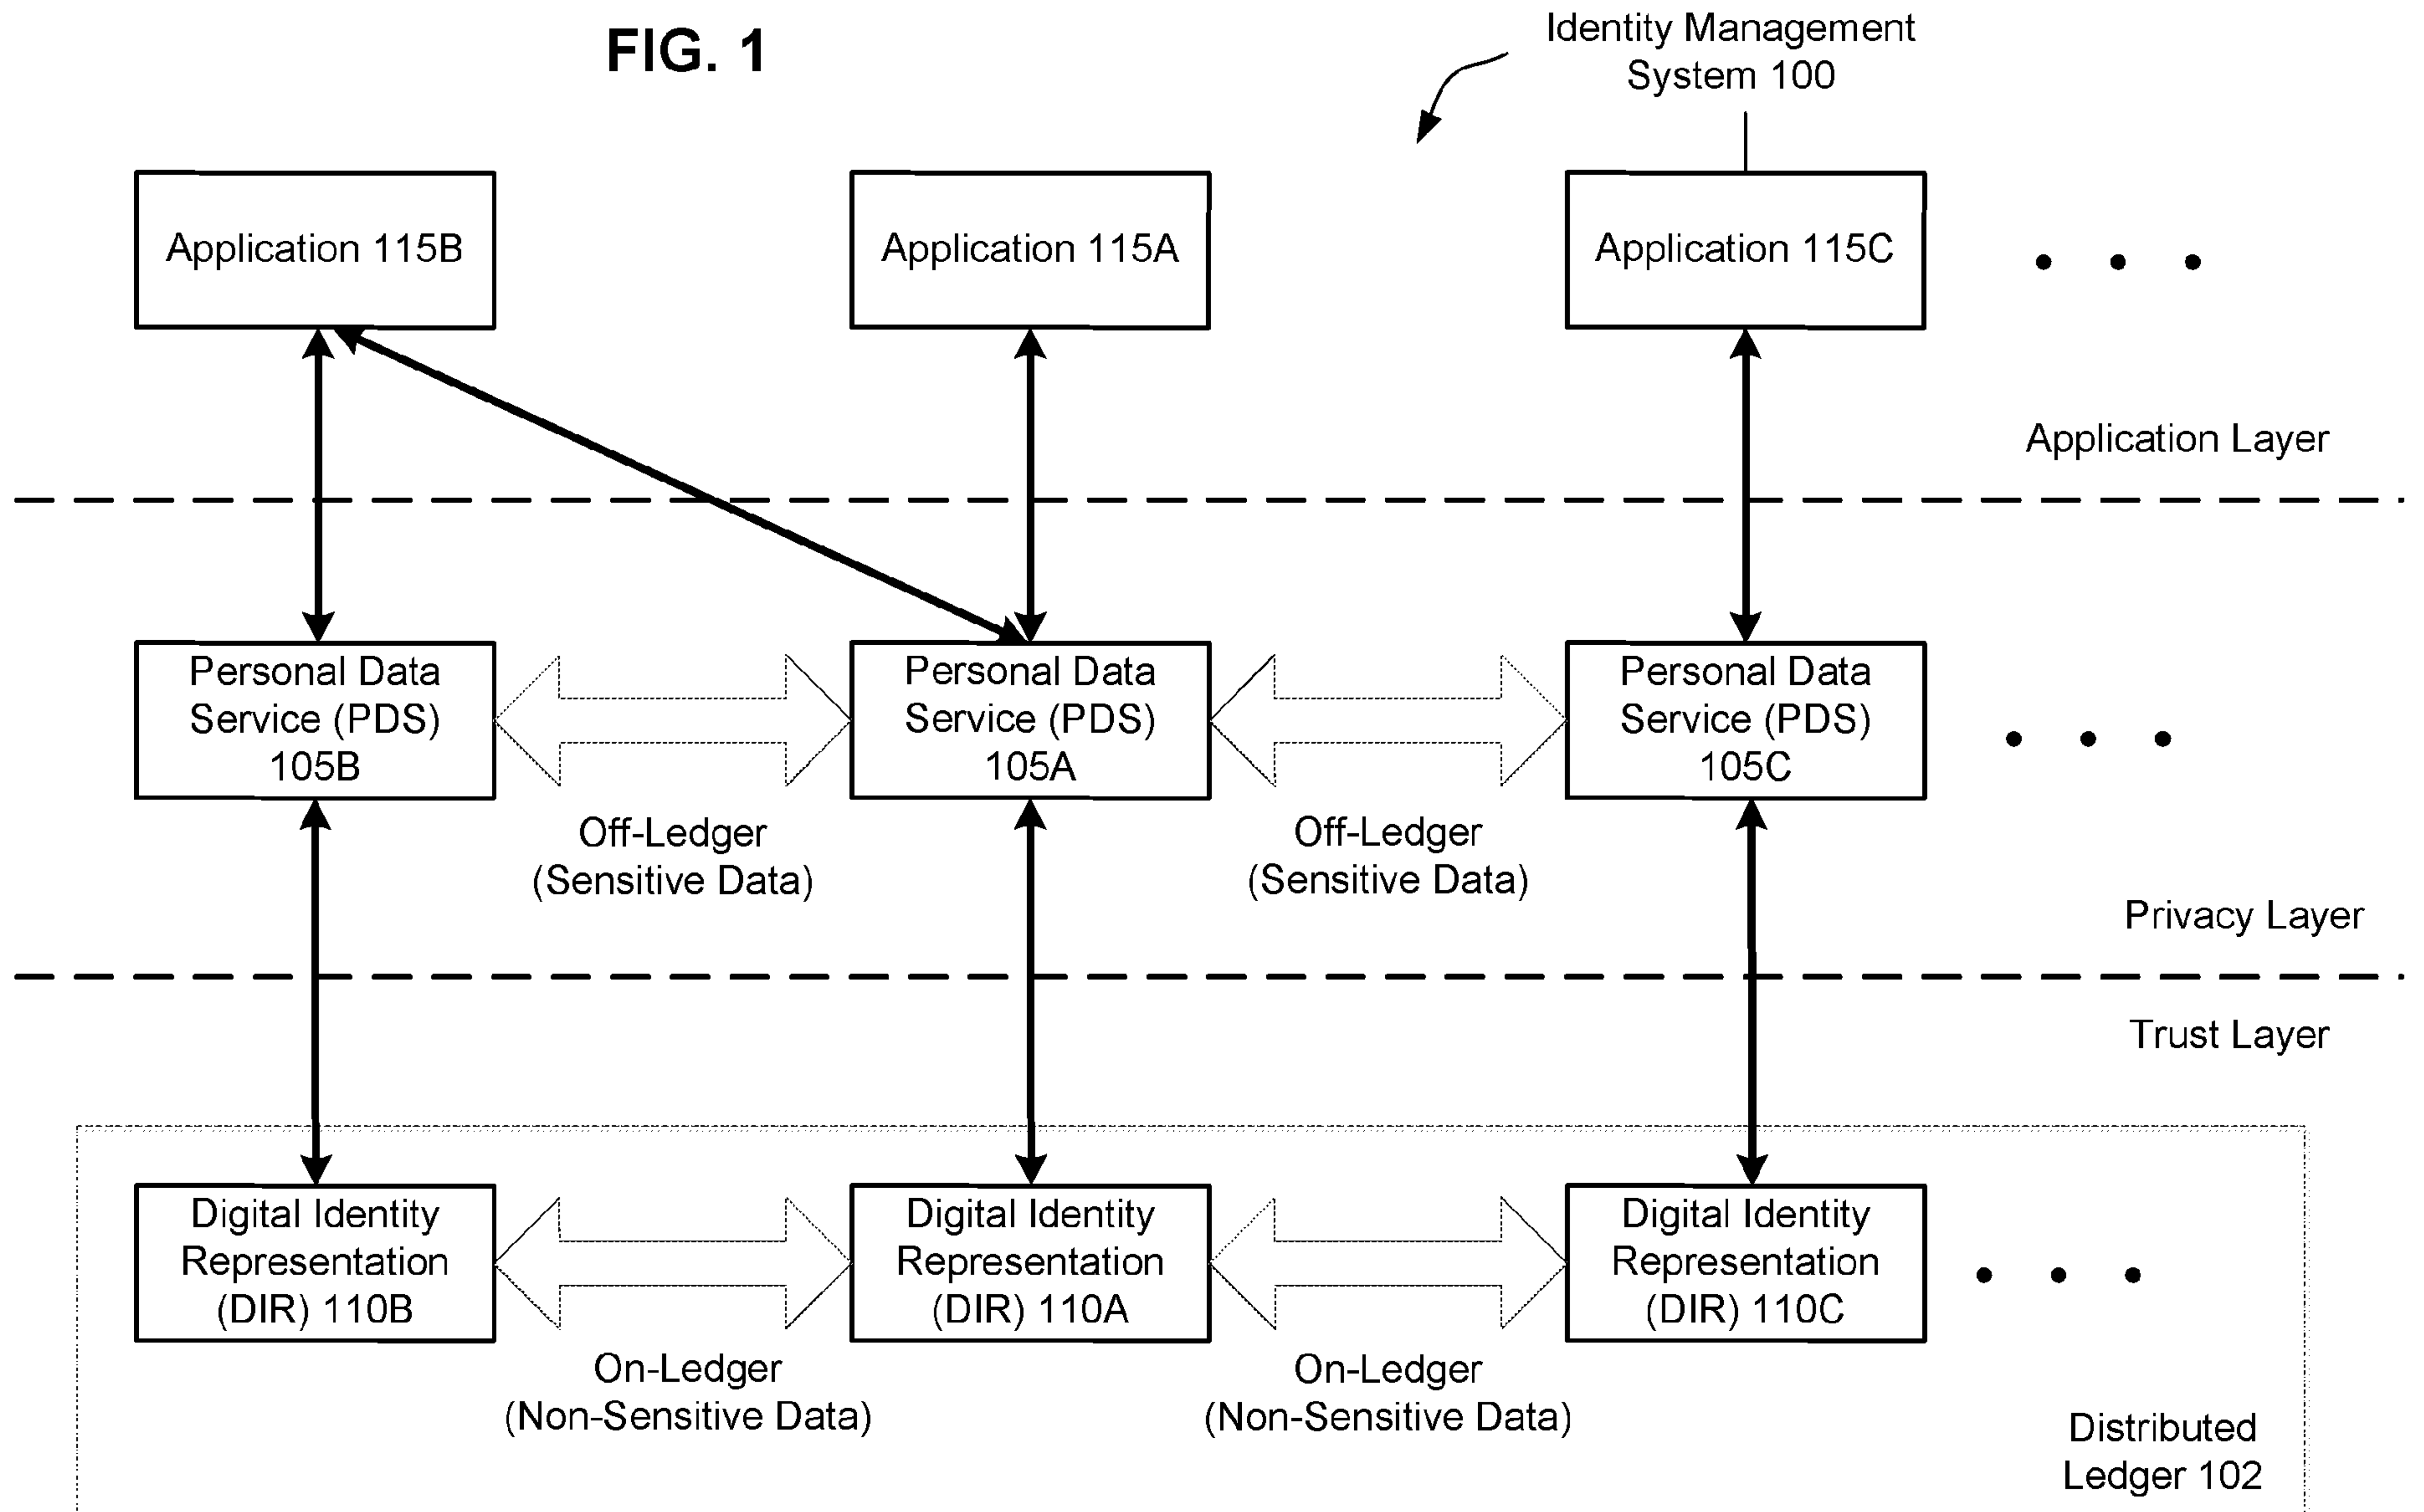 FIG. 1
Identity Management
System 100
Application 115B
Application 115A
Application 115C
Application Layer
Personal Data
Service (PDS)
105B
Personal Data
Service (PDS)
105A
Personal Data
Service (PDS)
105C
Off-Ledger
(Sensitive Data)
Off-Ledger
(Sensitive Data)
Privacy Layer
Trust Layer
Digital Identity
Representation
(DIR) 110B
Digital Identity
Representation
(DIR) 110A
Digital Identity
Representation
(DIR) 110C
On-Ledger
(Non-Sensitive Data)
On-Ledger
(Non-Sensitive Data)
Distributed
Ledger 102